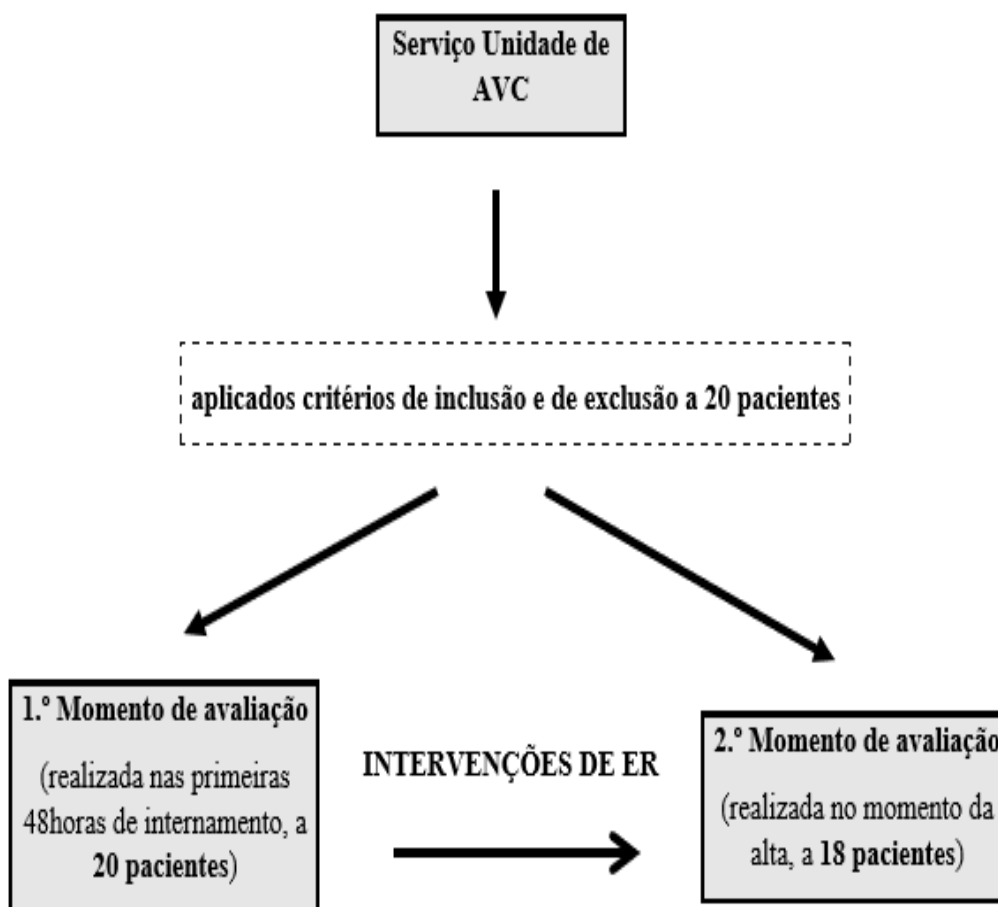 Serviço Unidade de
AVC
aplicados critérios de inclusão e de exclusão a 20 pacientes
1.º Momento de avaliação
(realizada nas primeiras
48horas de internamento, a
20 pacientes)
INTERVENÇÕES DE ER
2.º Momento de avaliação
(realizada no momento da
alta, a 18 pacientes)